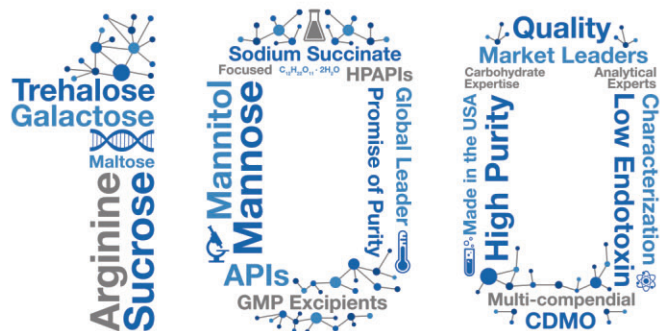 Trehalose
Galactose
Maltose
Arginine
Sucrose
Sodium Succinate
Focused
C₁₂H₂₂O₁₁ · 2H₂O
HPAPIs
Mannitol
Mannose
Promise of Purity
Global Leader
APIs
GMP Excipients
Quality
Market Leaders
Carbohydrate
Expertise
Analytical
Experts
Made in the USA
High Purity
Low Endotoxin
Characterization
Multi-compendial
CDMO